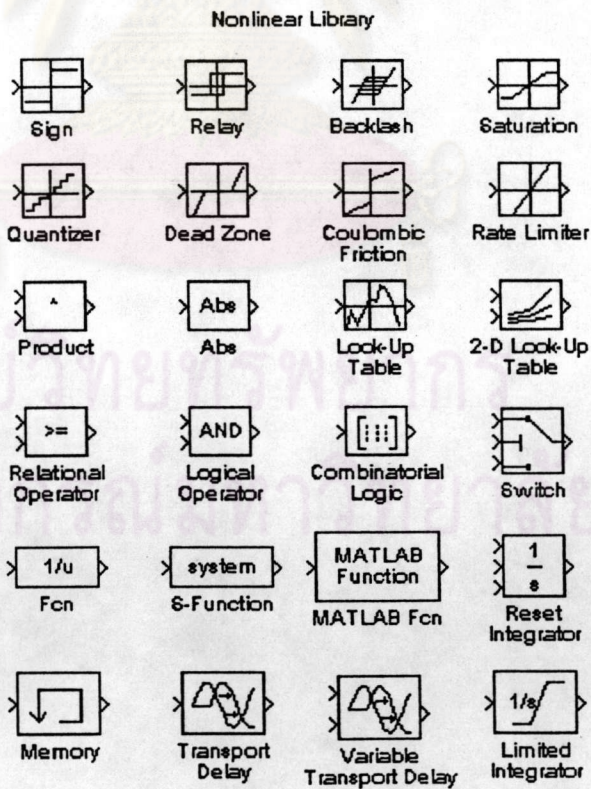 Nonlinear Library
Sign Relay Backlash Saturation
Quantizer Dead Zone Coulombic Friction Rate Limiter
^
Product
Abs
Abs
Look-Up Table
2-D Look-Up Table
>=
Relational Operator
AND
Logical Operator
[ ]
Combinatorial Logic
Switch
1/u
Fcn
system
S-Function
MATLAB Function
MATLAB Fcn
1
s
Reset Integrator
Memory
Transport Delay
Variable Transport Delay
1/s
Limited Integrator